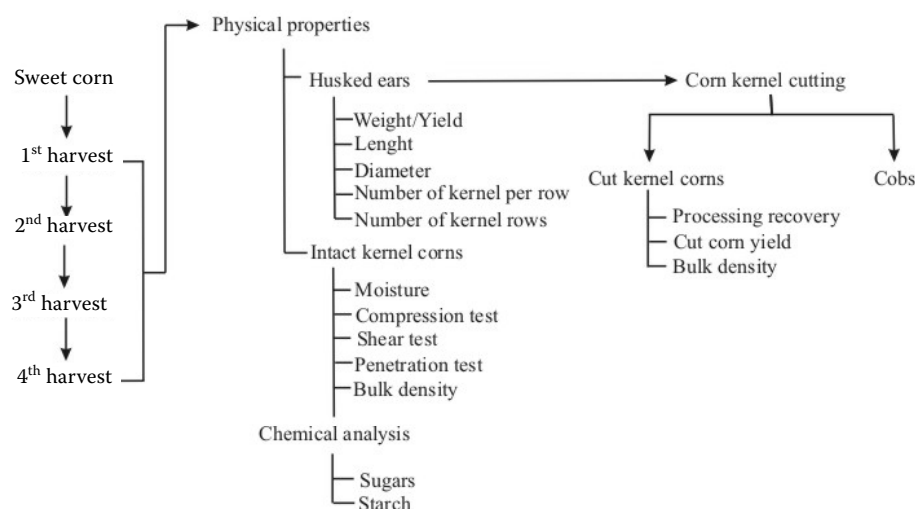 Sweet corn
1st harvest
2nd harvest
3rd harvest
4th harvest
Physical properties
Husked ears
Weight/Yield
Lenght
Diameter
Number of kernel per row
Number of kernel rows
Intact kernel corns
Moisture
Compression test
Shear test
Penetration test
Bulk density
Chemical analysis
Sugars
Starch
Corn kernel cutting
Cut kernel corns
Processing recovery
Cut corn yield
Bulk density
Cobs